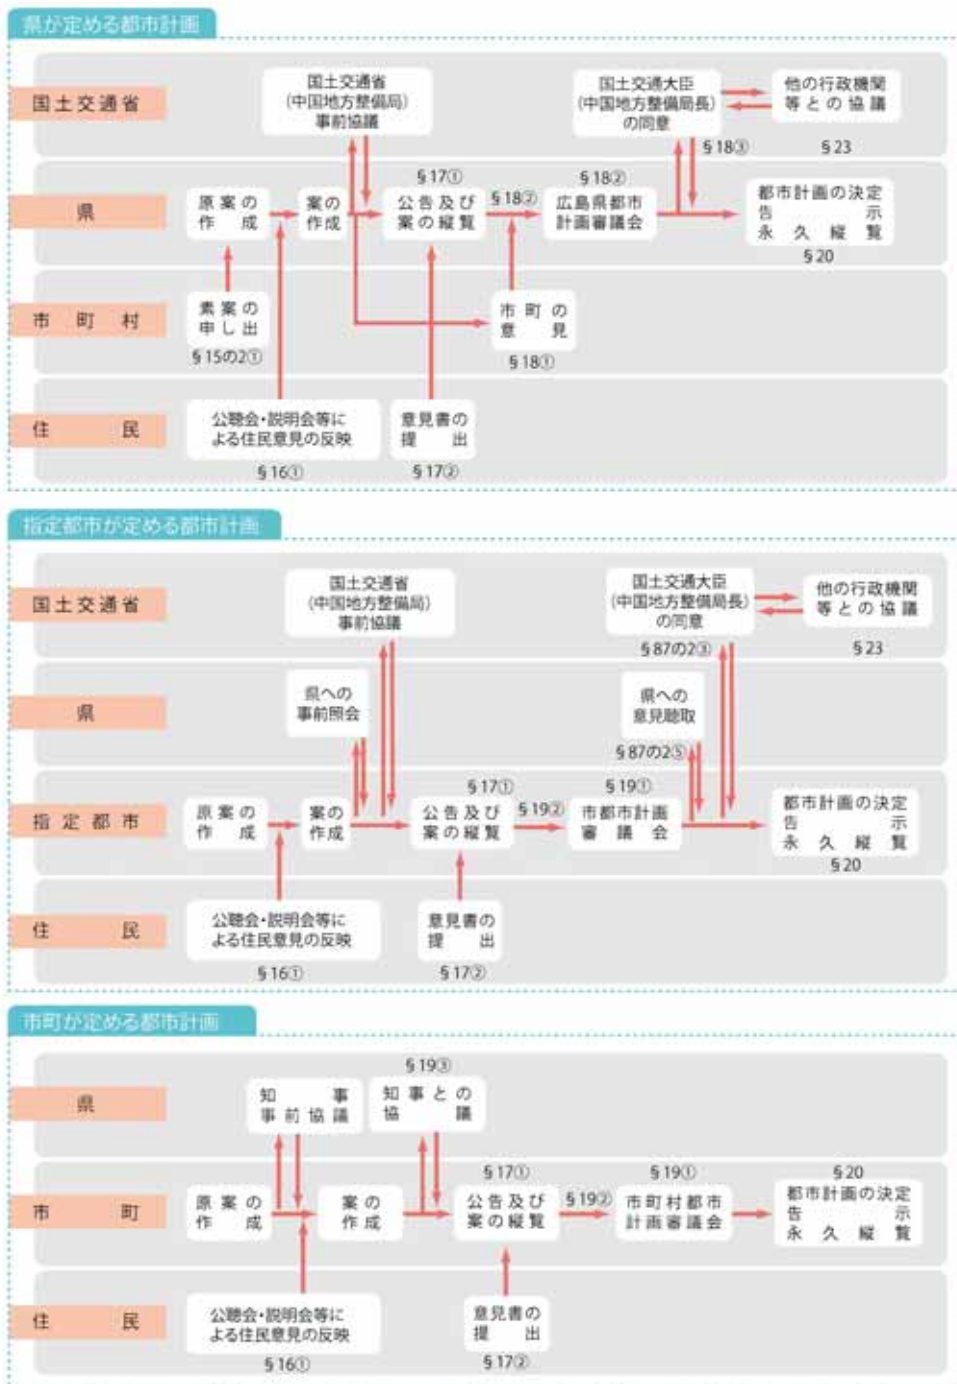 県が定める都市計画
国土交通省
国土交通省
(中国地方整備局)
事前協議
国土交通大臣
(中国地方整備局長)
の同意
他の行政機関
等との協議
§18③
§23
県
原案の
作成
案の
作成
§17①
公告及び
案の縦覧
§18②
§18②
広島県都市
計画審議会
都市計画の決定
告示
永久縦覧
§20
市町村
素案の
申し出
§15の2①
市町の
意見
§18①
住民
公聴会・説明会等に
よる住民意見の反映
§16①
意見書の
提出
§17②
指定都市が定める都市計画
国土交通省
国土交通省
(中国地方整備局)
事前協議
国土交通大臣
(中国地方整備局長)
の同意
§87の2③
他の行政機関
等との協議
§23
県
県への
事前照会
県への
意見聴取
§87の2⑤
指定都市
原案の
作成
案の
作成
§17①
公告及び
案の縦覧
§19②
§19①
市都市計画
審議会
都市計画の決定
告示
永久縦覧
§20
住民
公聴会・説明会等に
よる住民意見の反映
§16①
意見書の
提出
§17②
市町が定める都市計画
県
知事
事前協議
§19③
知事との
協議
市町
原案の
作成
案の
作成
§17①
公告及び
案の縦覧
§19②
§19①
市町村都市
計画審議会
§20
都市計画の決定
告示
永久縦覧
住民
公聴会・説明会等に
よる住民意見の反映
§16①
意見書の
提出
§17②